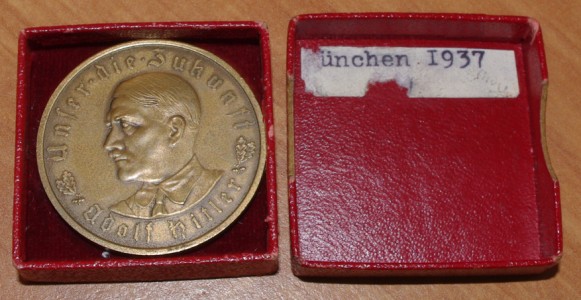 Unser·die·Zukunft
Adolf Hitler
ünchen 1937